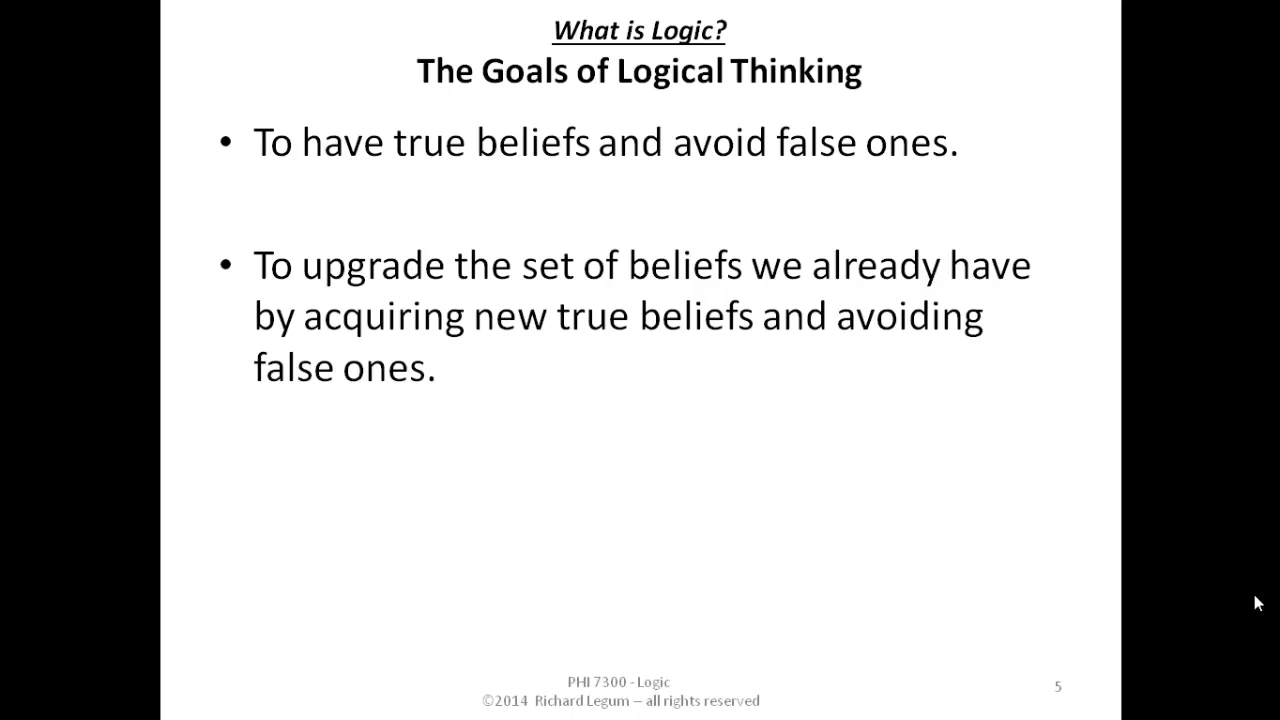 What is Logic?
The Goals of Logical Thinking
• To have true beliefs and avoid false ones.
• To upgrade the set of beliefs we already have
by acquiring new true beliefs and avoiding
false ones.
PHI 7300 - Logic
©2014 Richard Legum – all rights reserved
5